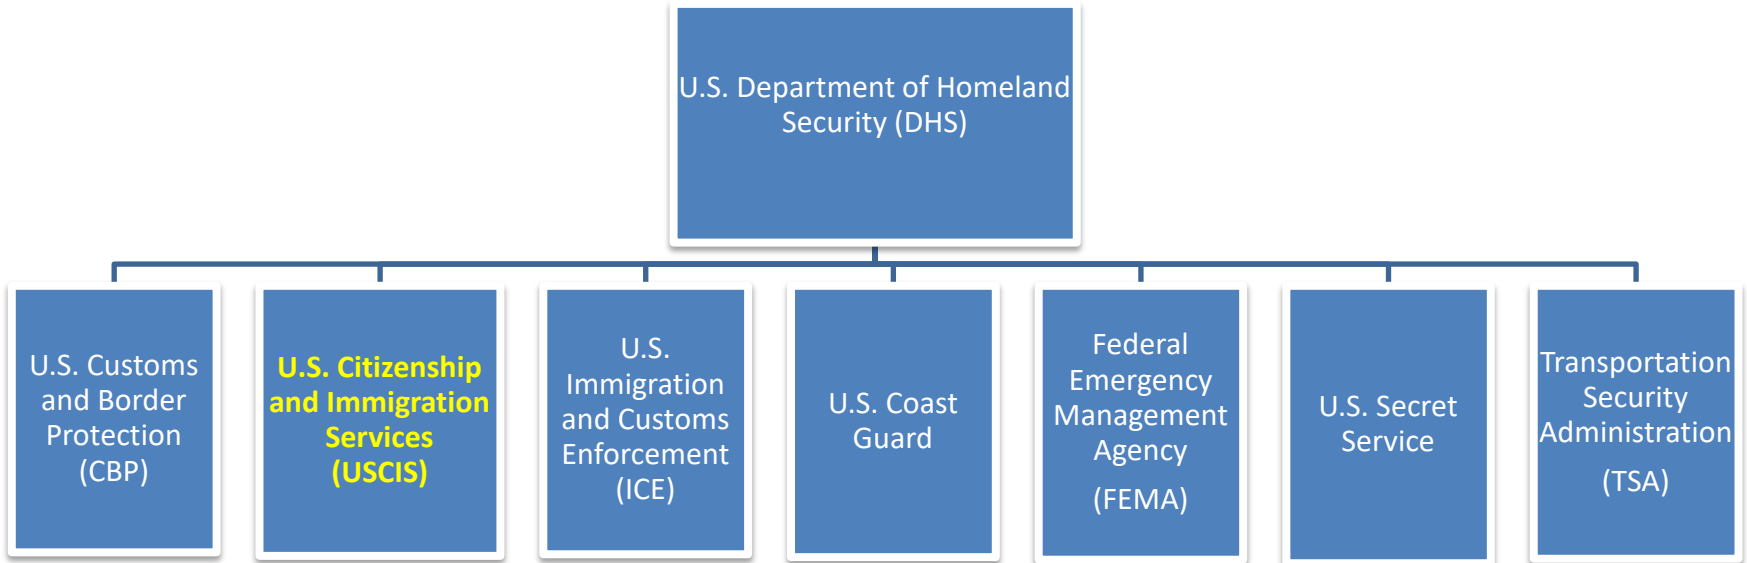 U.S. Department of Homeland
Security (DHS)
U.S. Customs
and Border
Protection
(CBP)
U.S. Citizenship
and Immigration
Services
(USCIS)
U.S.
Immigration
and Customs
Enforcement
(ICE)
U.S. Coast
Guard
Federal
Emergency
Management
Agency
(FEMA)
U.S. Secret
Service
Transportation
Security
Administration
(TSA)